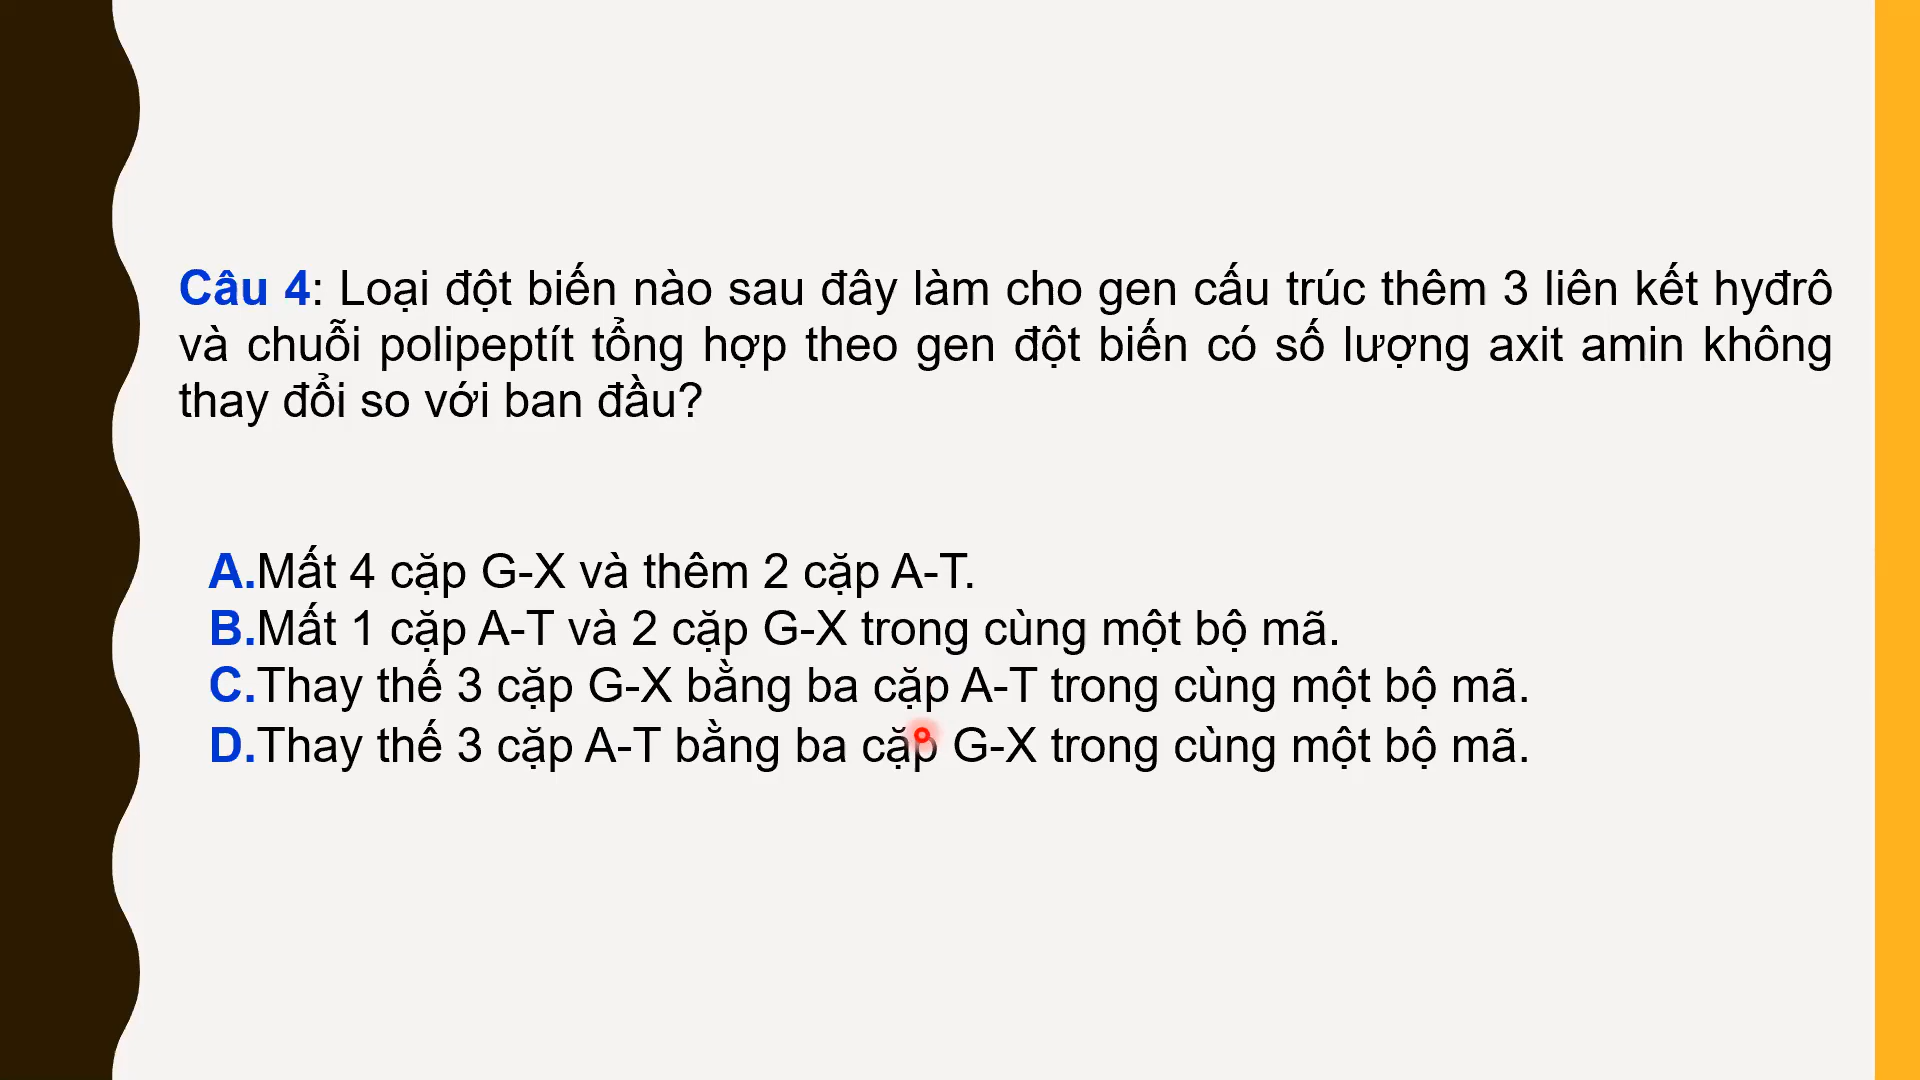 Câu 4: Loại đột biến nào sau đây làm cho gen cấu trúc thêm 3 liên kết hyđrô
và chuỗi polipeptít tổng hợp theo gen đột biến có số lượng axit amin không
thay đổi so với ban đầu?
A.Mất 4 cặp G-X và thêm 2 cặp A-T.
B.Mất 1 cặp A-T và 2 cặp G-X trong cùng một bộ mã.
C.Thay thế 3 cặp G-X bằng ba cặp A-T trong cùng một bộ mã.
D.Thay thế 3 cặp A-T bằng ba cặp G-X trong cùng một bộ mã.